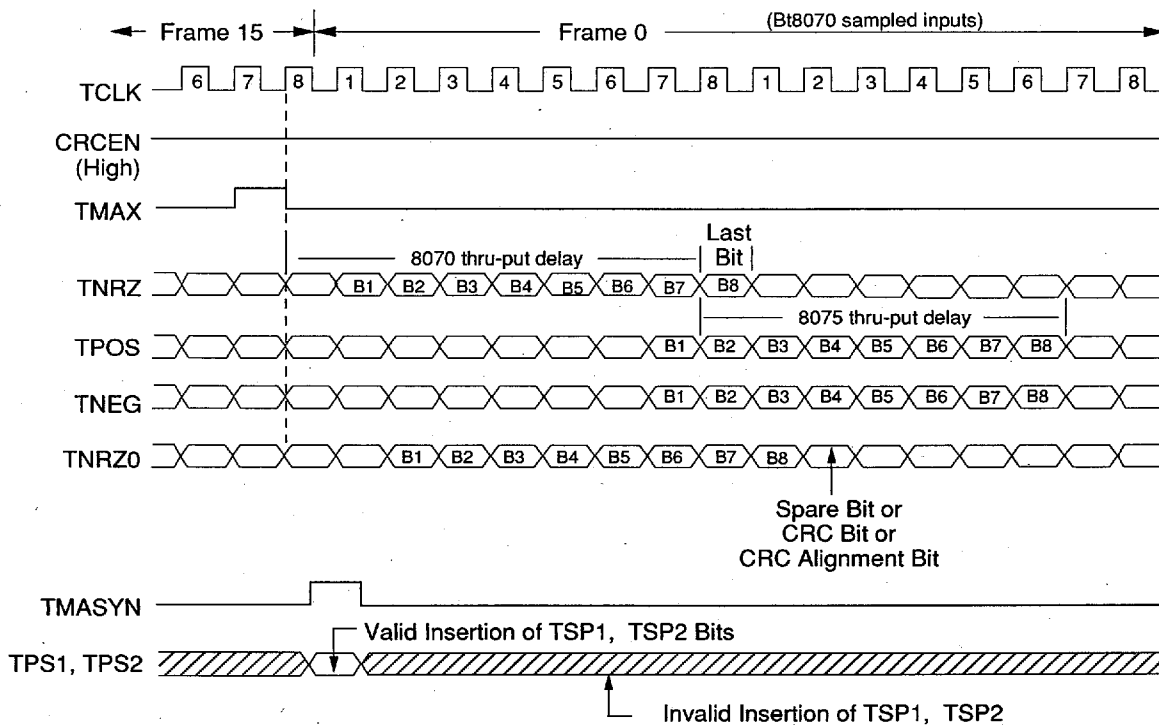 Frame 15
Frame 0
(Bt8070 sampled inputs)
TCLK
6 7 8 1 2 3 4 5 6 7 8 1 2 3 4 5 6 7 8
CRCEN
(High)
TMAX
8070 thru-put delay
Last
Bit
TNRZ
B1 B2 B3 B4 B5 B6 B7 B8
8075 thru-put delay
TPOS
B1 B2 B3 B4 B5 B6 B7 B8
TNEG
B1 B2 B3 B4 B5 B6 B7 B8
TNRZ0
B1 B2 B3 B4 B5 B6 B7 B8
Spare Bit or
CRC Bit or
CRC Alignment Bit
TMASYN
Valid Insertion of TSP1, TSP2 Bits
TPS1, TPS2
Invalid Insertion of TSP1, TSP2